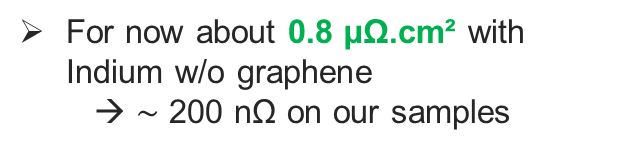 ➢ For now about 0.8 µΩ.cm² with
Indium w/o graphene
→ ~ 200 nΩ on our samples